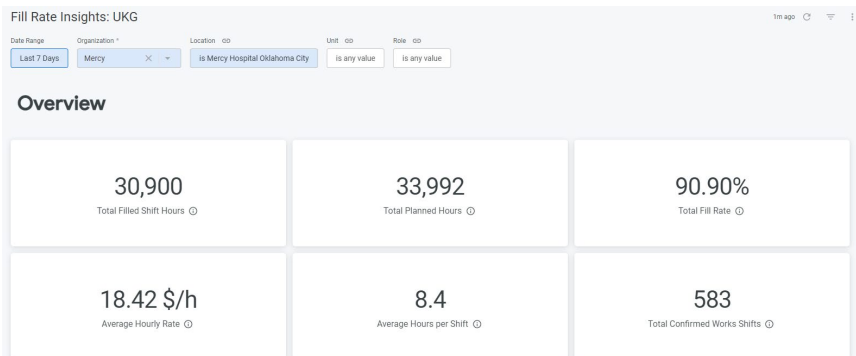 Fill Rate Insights: UKG
1m ago
Date Range Organization * Location Unit Role
Last 7 Days Mercy is Mercy Hospital Oklahoma City is any value is any value
Overview
30,900 33,992 90.90%
Total Filled Shift Hours Total Planned Hours Total Fill Rate
18.42 $/h 8.4 583
Average Hourly Rate Average Hours per Shift Total Confirmed Works Shifts